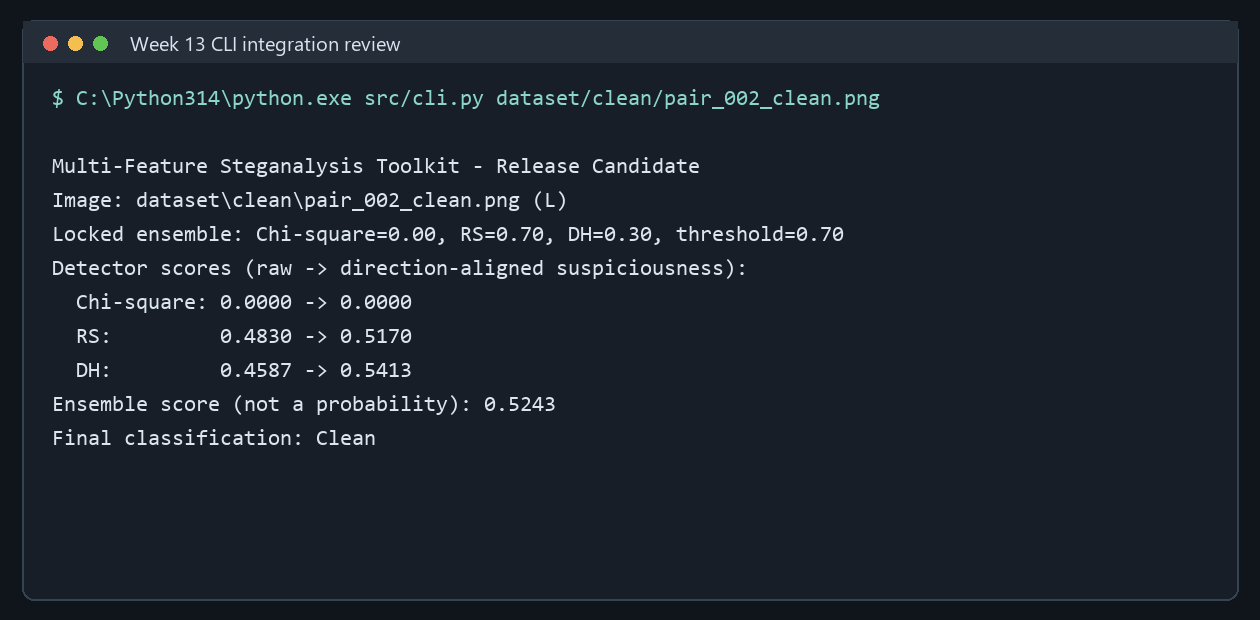 Week 13 CLI integration review
$ C:\Python314\python.exe src/cli.py dataset/clean/pair_002_clean.png
Multi-Feature Steganalysis Toolkit - Release Candidate
Image: dataset\clean\pair_002_clean.png (L)
Locked ensemble: Chi-square=0.00, RS=0.70, DH=0.30, threshold=0.70
Detector scores (raw -> direction-aligned suspiciousness):
  Chi-square: 0.0000 -> 0.0000
  RS:         0.4830 -> 0.5170
  DH:         0.4587 -> 0.5413
Ensemble score (not a probability): 0.5243
Final classification: Clean